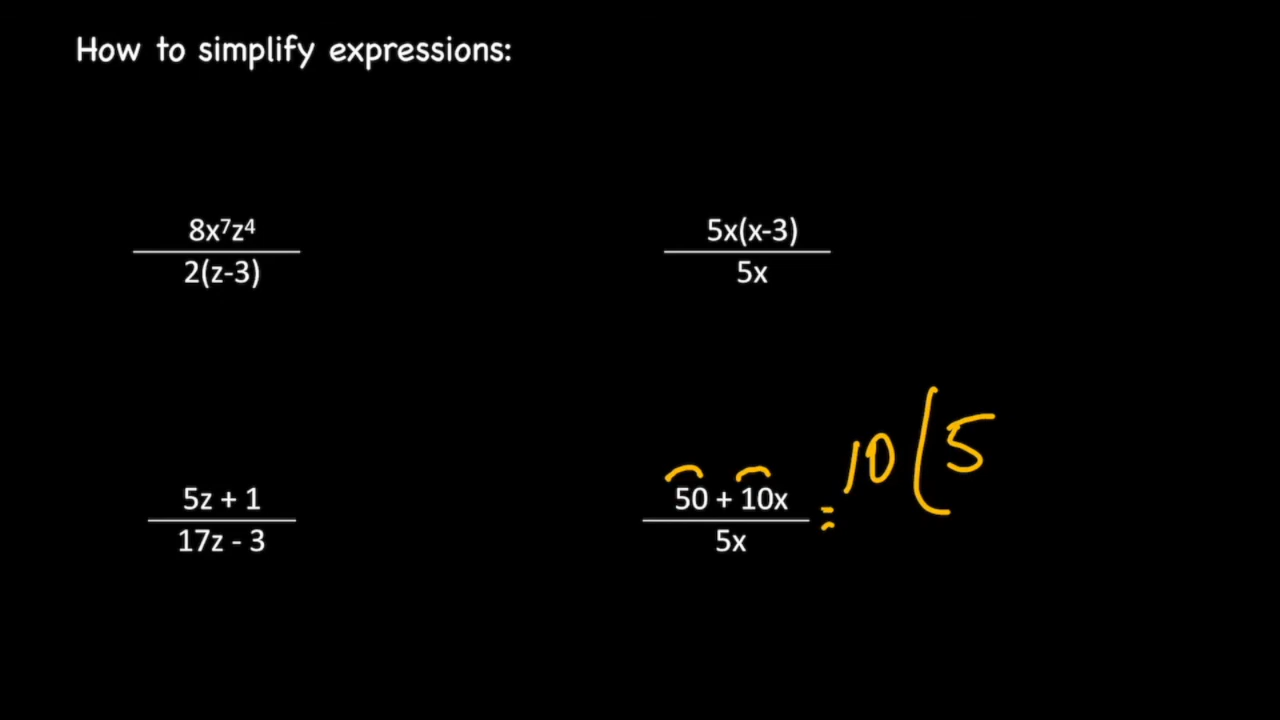 How to simplify expressions:
8x⁷z⁴
2(z-3)
5x(x-3)
5x
5z + 1
17z - 3
50 + 10x
5x
= 10 ( 5